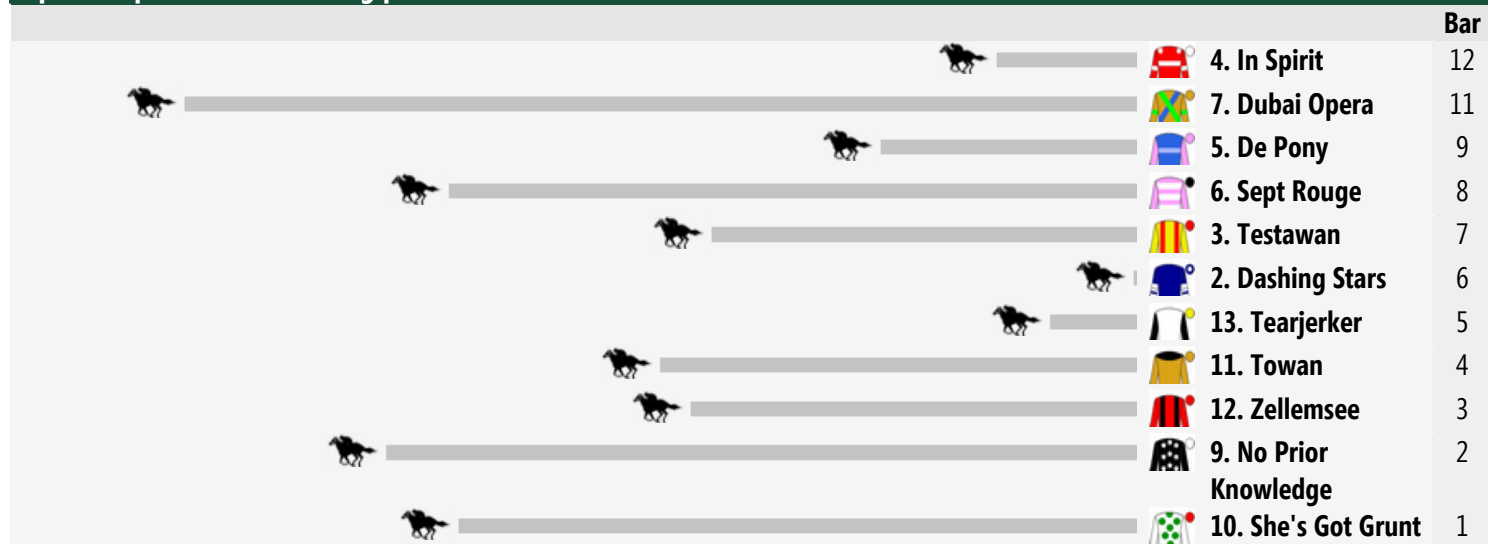 Bar
4. In Spirit 12
7. Dubai Opera 11
5. De Pony 9
6. Sept Rouge 8
3. Testawan 7
2. Dashing Stars 6
13. Tearjerker 5
11. Towan 4
12. Zellemsee 3
9. No Prior 2
Knowledge
10. She's Got Grunt 1